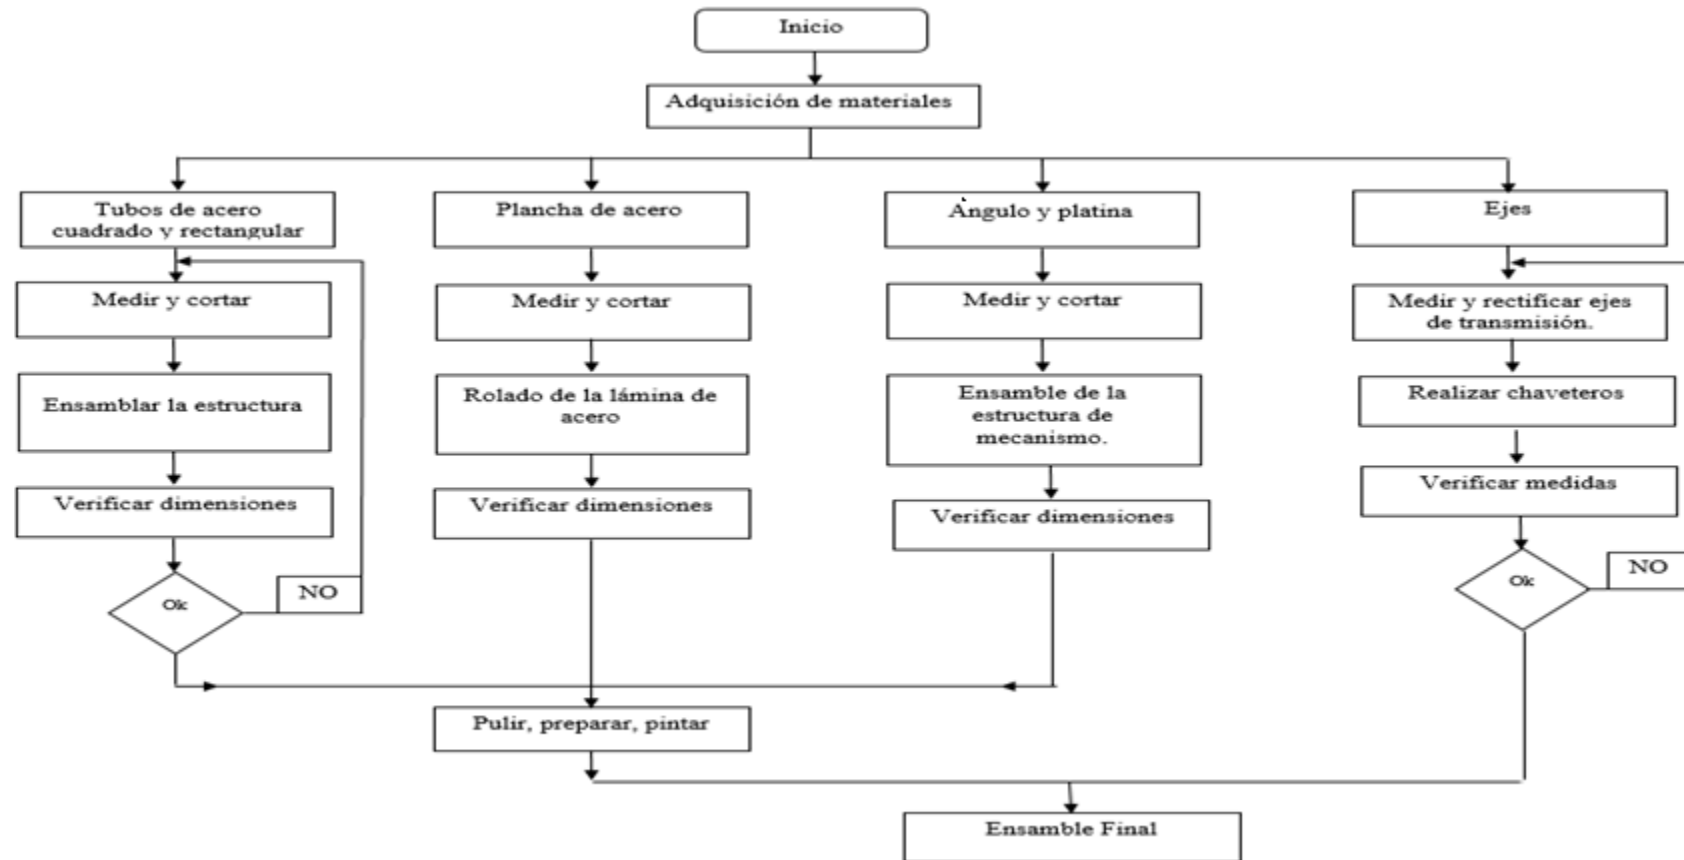 Inicio
Adquisición de materiales
Tubos de acero
cuadrado y rectangular
Plancha de acero
Ángulo y platina
Ejes
Medir y cortar
Medir y cortar
Medir y cortar
Medir y rectificar ejes
de transmisión.
Ensamblar la estructura
Rolado de la lámina de
acero
Ensamble de la
estructura de
mecanismo.
Realizar chaveteros
Verificar dimensiones
Verificar dimensiones
Verificar dimensiones
Verificar medidas
Ok
NO
Ok
NO
Pulir, preparar, pintar
Ensamble Final